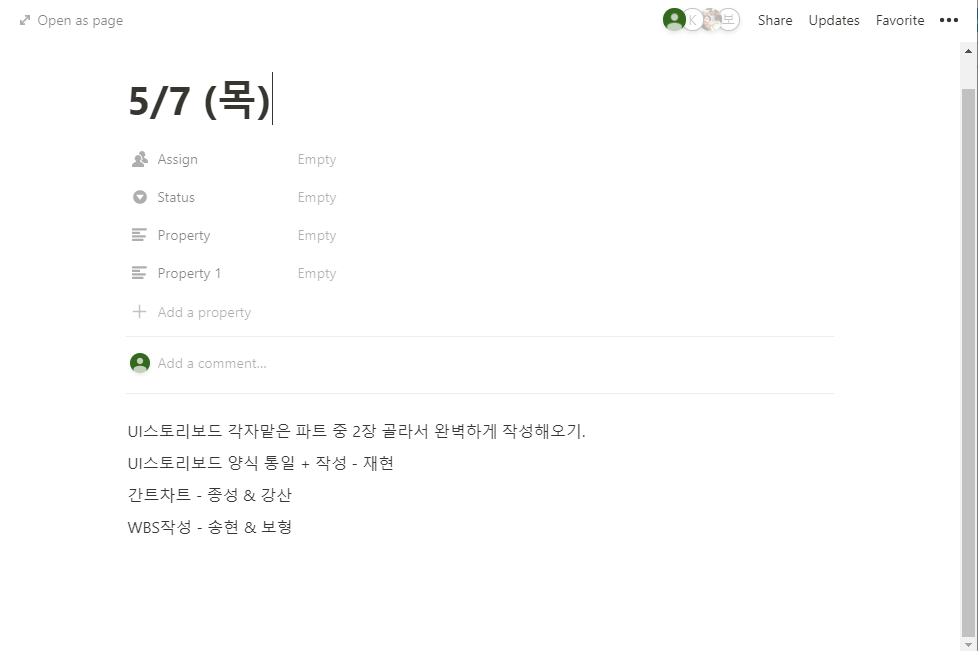 Open as page
K
보
Share
Updates
Favorite
5/7 (목)
Assign Empty
Status Empty
Property Empty
Property 1 Empty
Add a property
Add a comment...
UI스토리보드 각자맡은 파트 중 2장 골라서 완벽하게 작성해오기.
UI스토리보드 양식 통일 + 작성 - 재현
간트차트 - 종성 & 강산
WBS작성 - 송현 & 보형